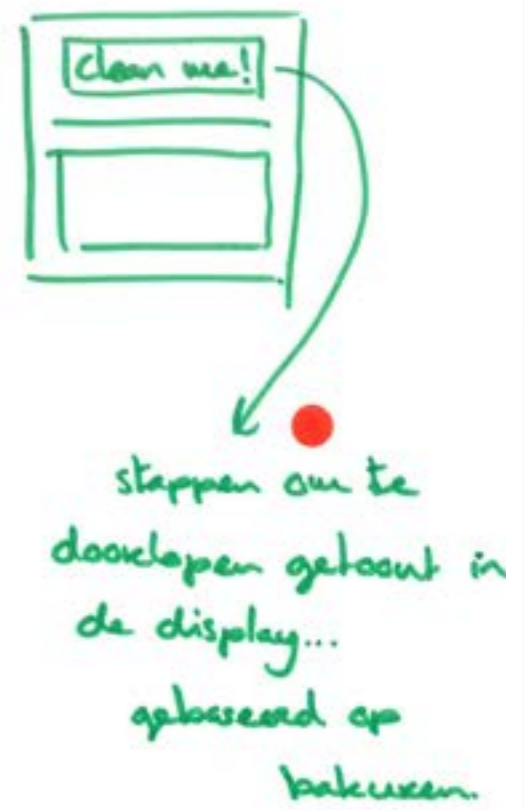 clean me!
stappen om te
doorlopen getoont in
de display...
gebaseerd op
bakuren.